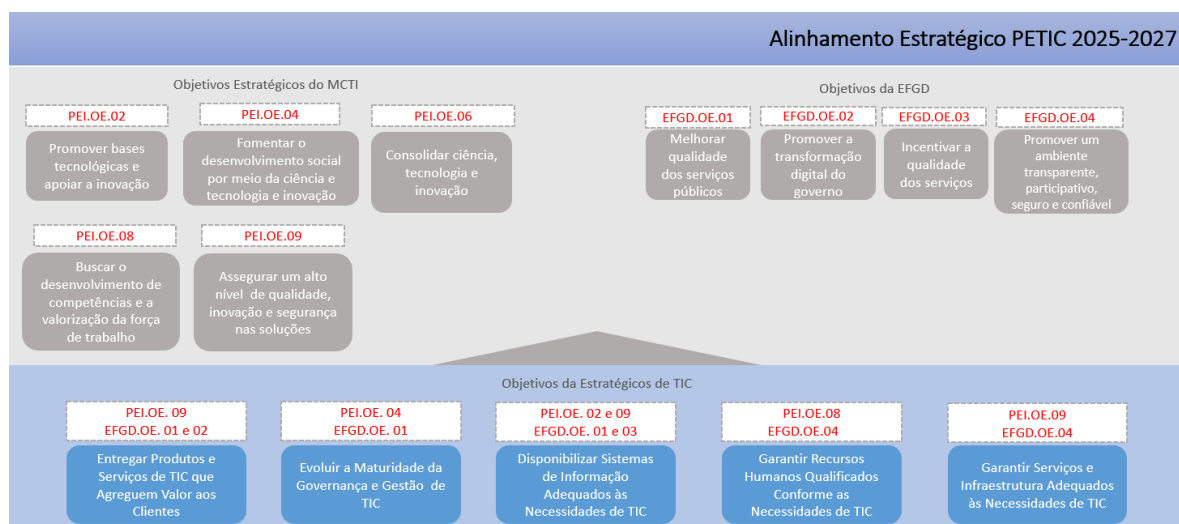 Alinhamento Estratégico PETIC 2025-2027
Objetivos Estratégicos do MCTI
PEI.OE.02
Promover bases
tecnológicas e
apoiar a inovação
PEI.OE.04
Fomentar o
desenvolvimento social
por meio da ciência e
tecnologia e inovação
PEI.OE.06
Consolidar ciência,
tecnologia e
inovação
PEI.OE.08
Buscar o
desenvolvimento de
competências e a
valorização da força
de trabalho
PEI.OE.09
Assegurar um alto
nível de qualidade,
inovação e segurança
nas soluções
Objetivos da EFGD
EFGD.OE.01
Melhorar
qualidade
dos serviços
públicos
EFGD.OE.02
Promover a
transformação
digital do
governo
EFGD.OE.03
Incentivar a
qualidade
dos serviços
EFGD.OE.04
Promover um
ambiente
transparente,
participativo,
seguro e confiável
Objetivos da Estratégicos de TIC
PEI.OE. 09
EFGD.OE. 01 e 02
Entregar Produtos e
Serviços de TIC que
Agreguem Valor aos
Clientes
PEI.OE. 04
EFGD.OE. 01
Evoluir a Maturidade da
Governança e Gestão de
TIC
PEI.OE. 02 e 09
EFGD.OE. 01 e 03
Disponibilizar Sistemas
de Informação
Adequados às
Necessidades de TIC
PEI.OE.08
EFGD.OE.04
Garantir Recursos
Humanos Qualificados
Conforme as
Necessidades de TIC
PEI.OE.09
EFGD.OE.04
Garantir Serviços e
Infraestrutura Adequados
às Necessidades de TIC